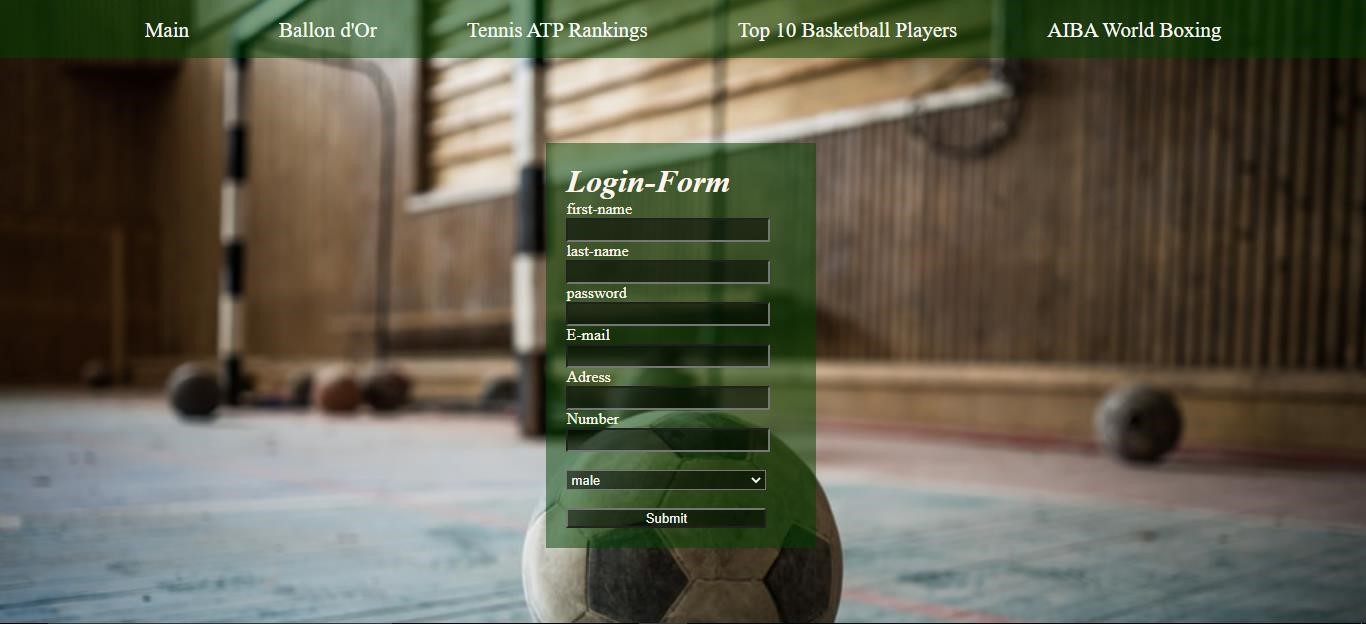 Main Ballon d'Or Tennis ATP Rankings Top 10 Basketball Players AIBA World Boxing
Login-Form
first-name
last-name
password
E-mail
Adress
Number
male
Submit